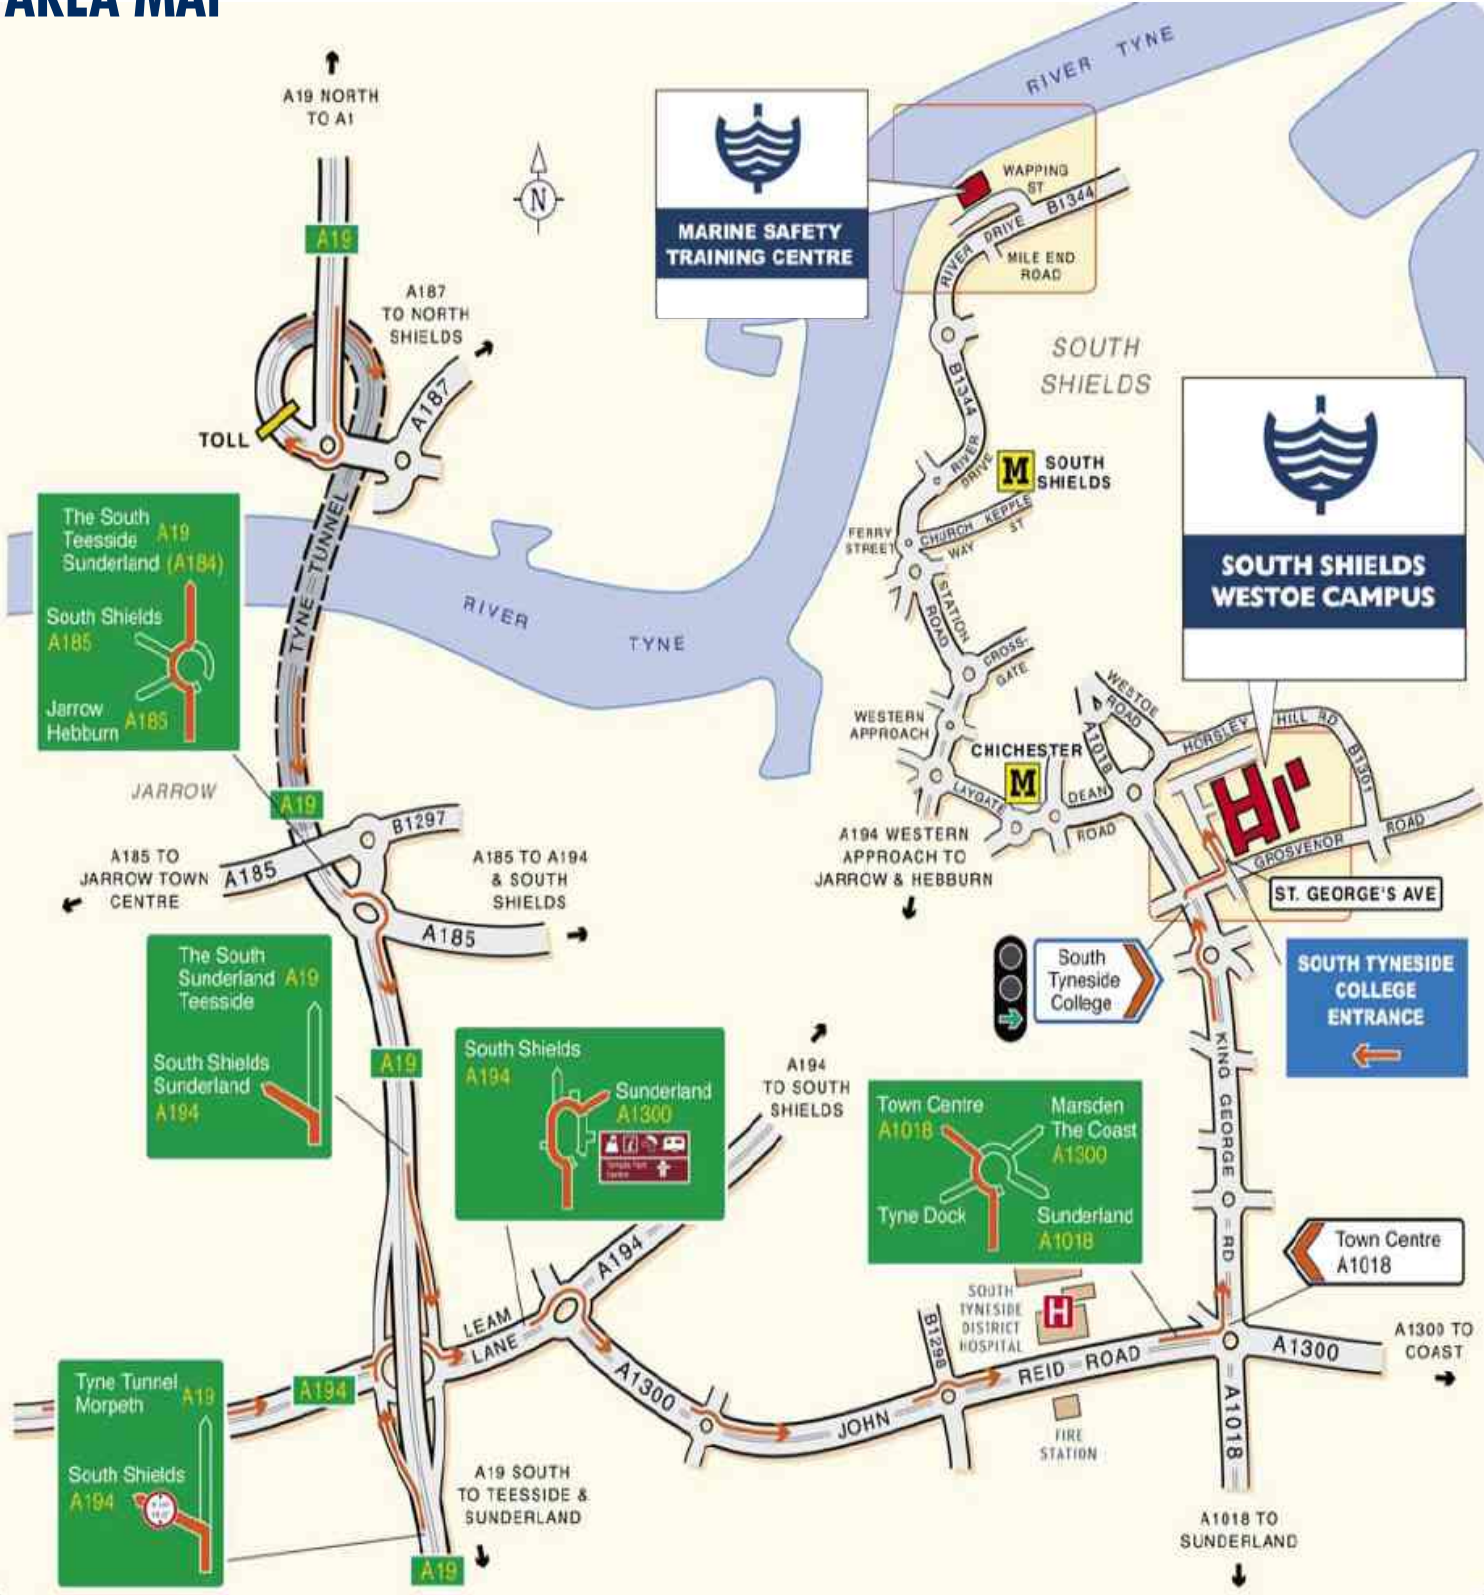 AREA MAP
A19 NORTH
TO A1
A19
N
A187
TO NORTH
SHIELDS
A187
TOLL
MARINE SAFETY
TRAINING CENTRE
RIVER TYNE
WAPPING
ST
RIVER DRIVE B1344
MILE END
ROAD
SOUTH
SHIELDS
B1344
RIVER
DRIVE
M
SOUTH
SHIELDS
KEPPLE
ST
CHURCH
WAY
FERRY
STREET
STATION
ROAD
CROSS-
GATE
WESTERN
APPROACH
CHICHESTER
M
LAYGATE
DEAN
ROAD
A1018
WESTOE
ROAD
HORSLEY HILL RD
B1301
GROSVENOR ROAD
SOUTH SHIELDS
WESTOE CAMPUS
ST. GEORGE'S AVE
A194 WESTERN
APPROACH TO
JARROW & HEBBURN
The South
Teesside
Sunderland (A184)
A19
South Shields
A185
Jarrow
Hebburn
A185
TYNE TUNNEL
RIVER TYNE
JARROW
A19
B1297
A185
A185 TO
JARROW TOWN
CENTRE
A185 TO A194
& SOUTH
SHIELDS
A185
The South
Sunderland
Teesside
A19
South Shields
Sunderland
A194
A19
South Shields
A194
Sunderland
A1300
A194
TO SOUTH
SHIELDS
South
Tyneside
College
SOUTH TYNESIDE
COLLEGE
ENTRANCE
KING GEORGE RD
Town Centre
A1018
Marsden
The Coast
A1300
Tyne Dock
Sunderland
A1018
Town Centre
A1018
LEAM
LANE
A194
A1300
B1298
SOUTH
TYNESIDE
DISTRICT
HOSPITAL
H
JOHN REID ROAD
FIRE
STATION
A1300
A1300 TO
COAST
A1018
A1018 TO
SUNDERLAND
A194
Tyne Tunnel
Morpeth
A19
South Shields
A194
A19 SOUTH
TO TEESSIDE &
SUNDERLAND
A19